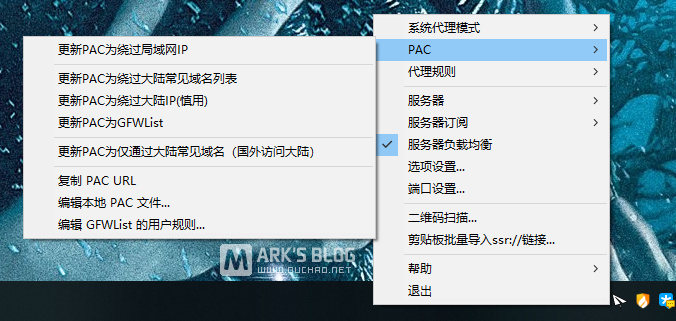 更新PAC为绕过局域网IP
更新PAC为绕过大陆常见域名列表
更新PAC为绕过大陆IP(慎用)
更新PAC为GFWList
更新PAC为仅通过大陆常见域名（国外访问大陆）
复制 PAC URL
编辑本地 PAC 文件...
编辑 GFWList 的用户规则...
系统代理模式
PAC
代理规则
服务器
服务器订阅
服务器负载均衡
选项设置...
端口设置...
二维码扫描...
剪贴板批量导入ssr://链接...
帮助
退出
MARK'S BLOG
WWW.OUCHAO.NET